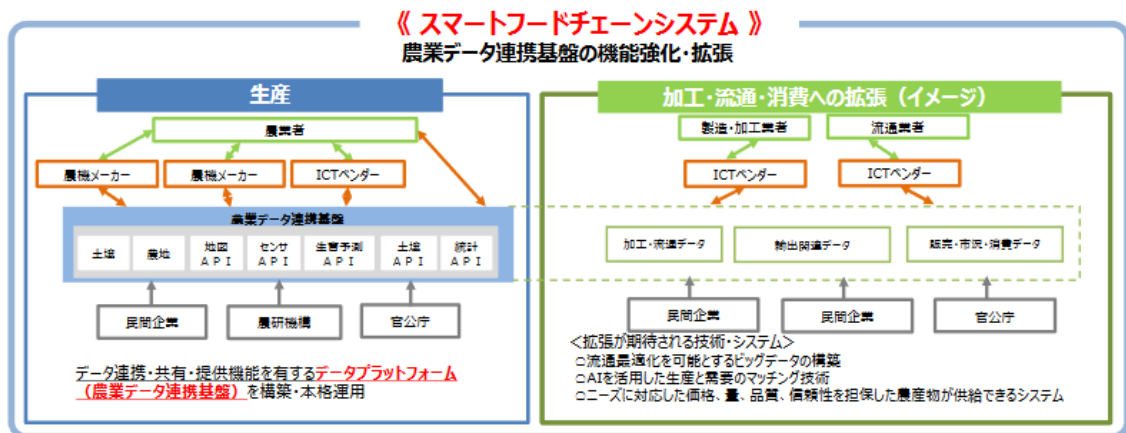 《 スマートフードチェーンシステム 》
農業データ連携基盤の機能強化・拡張
生産
農業者
農機メーカー
農機メーカー
ICTベンダー
農業データ連携基盤
土壌
農地
地図
API
センサ
API
生育予測
API
土壌
API
統計
API
民間企業
農研機構
官公庁
データ連携・共有・提供機能を有するデータプラットフォーム
(農業データ連携基盤)を構築・本格運用
加工・流通・消費への拡張(イメージ)
製造・加工業者
流通業者
ICTベンダー
ICTベンダー
加工・流通データ
輸出関連データ
販売・市況・消費データ
民間企業
民間企業
官公庁
<拡張が期待される技術・システム>
○流通最適化を可能とするビッグデータの構築
○AIを活用した生産と需要のマッチング技術
○ニーズに対応した価格、量、品質、信頼性を担保した農産物が供給できるシステム